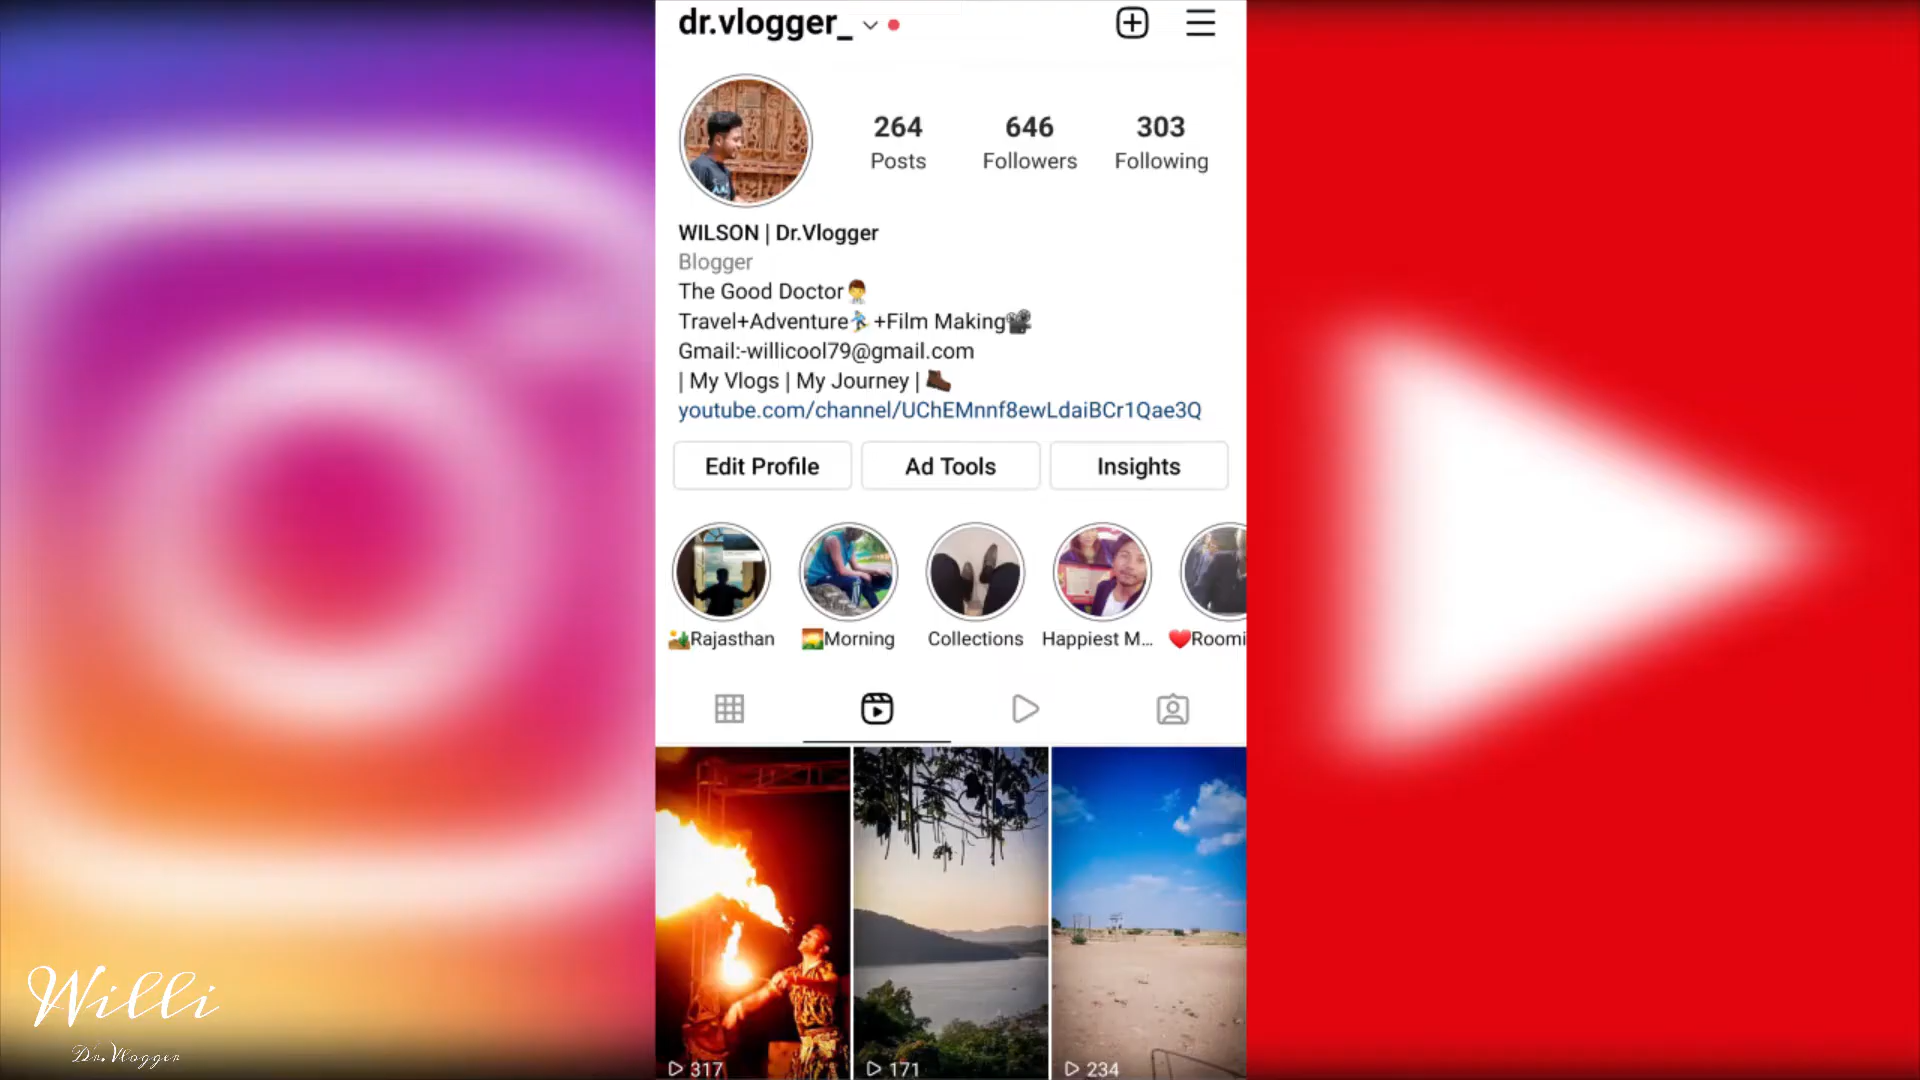 dr.vlogger_
264 646 303
Posts Followers Following
WILSON | Dr.Vlogger
Blogger
The Good Doctor
Travel+Adventure +Film Making
Gmail:-willicool79@gmail.com
| My Vlogs | My Journey |
youtube.com/channel/UChEMnnf8ewLdaiBCr1Qae3Q
Edit Profile Ad Tools Insights
Rajasthan Morning Collections Happiest M... Roomi
317 171 234
Willi
Dr.Vlogger